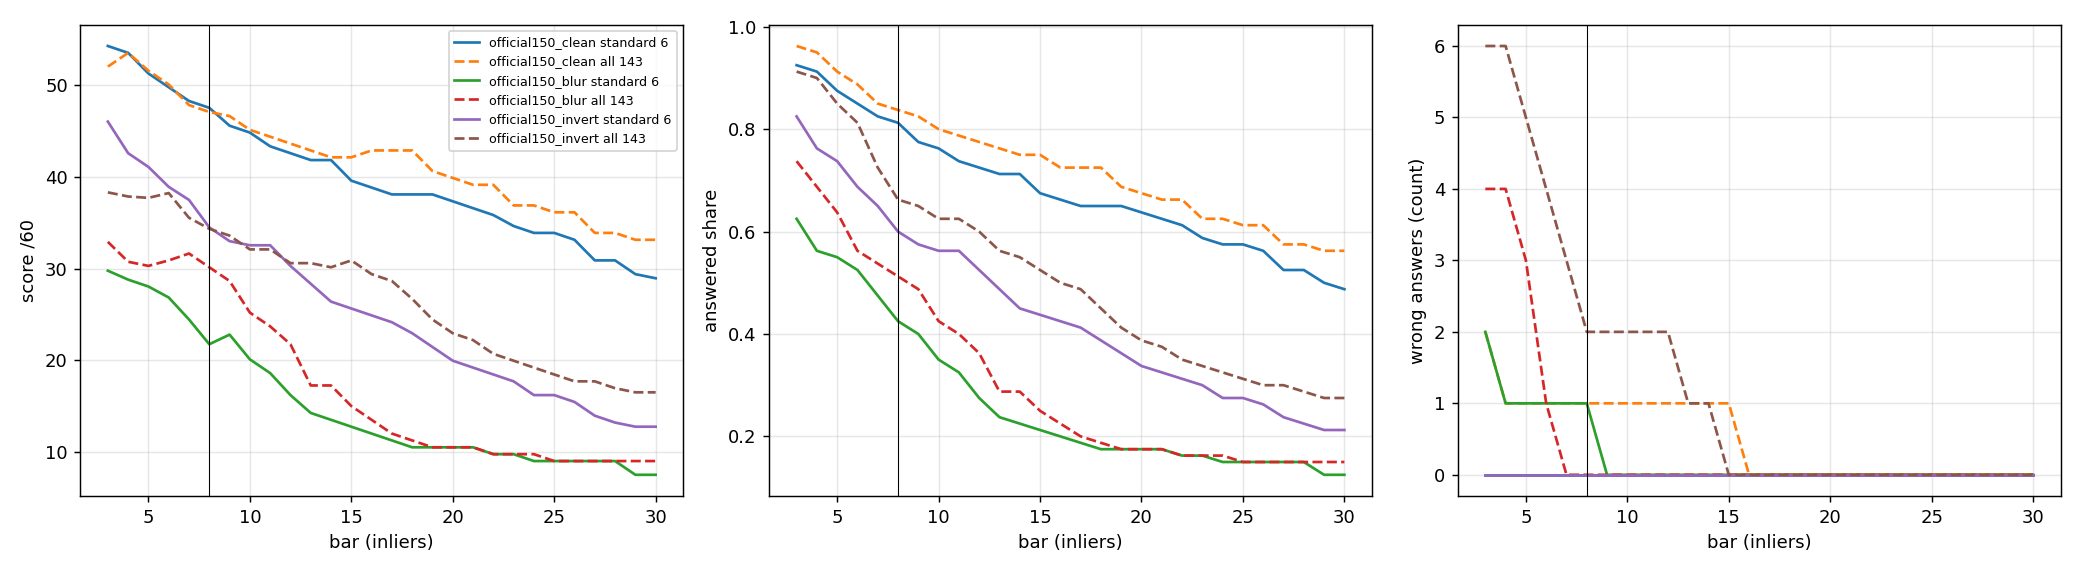 score /60
50
40
30
20
10
5
10
15
20
25
30
bar (inliers)
official150_clean standard 6
official150_clean all 143
official150_blur standard 6
official150_blur all 143
official150_invert standard 6
official150_invert all 143
answered share
1.0
0.8
0.6
0.4
0.2
5
10
15
20
25
30
bar (inliers)
wrong answers (count)
6
5
4
3
2
1
0
5
10
15
20
25
30
bar (inliers)